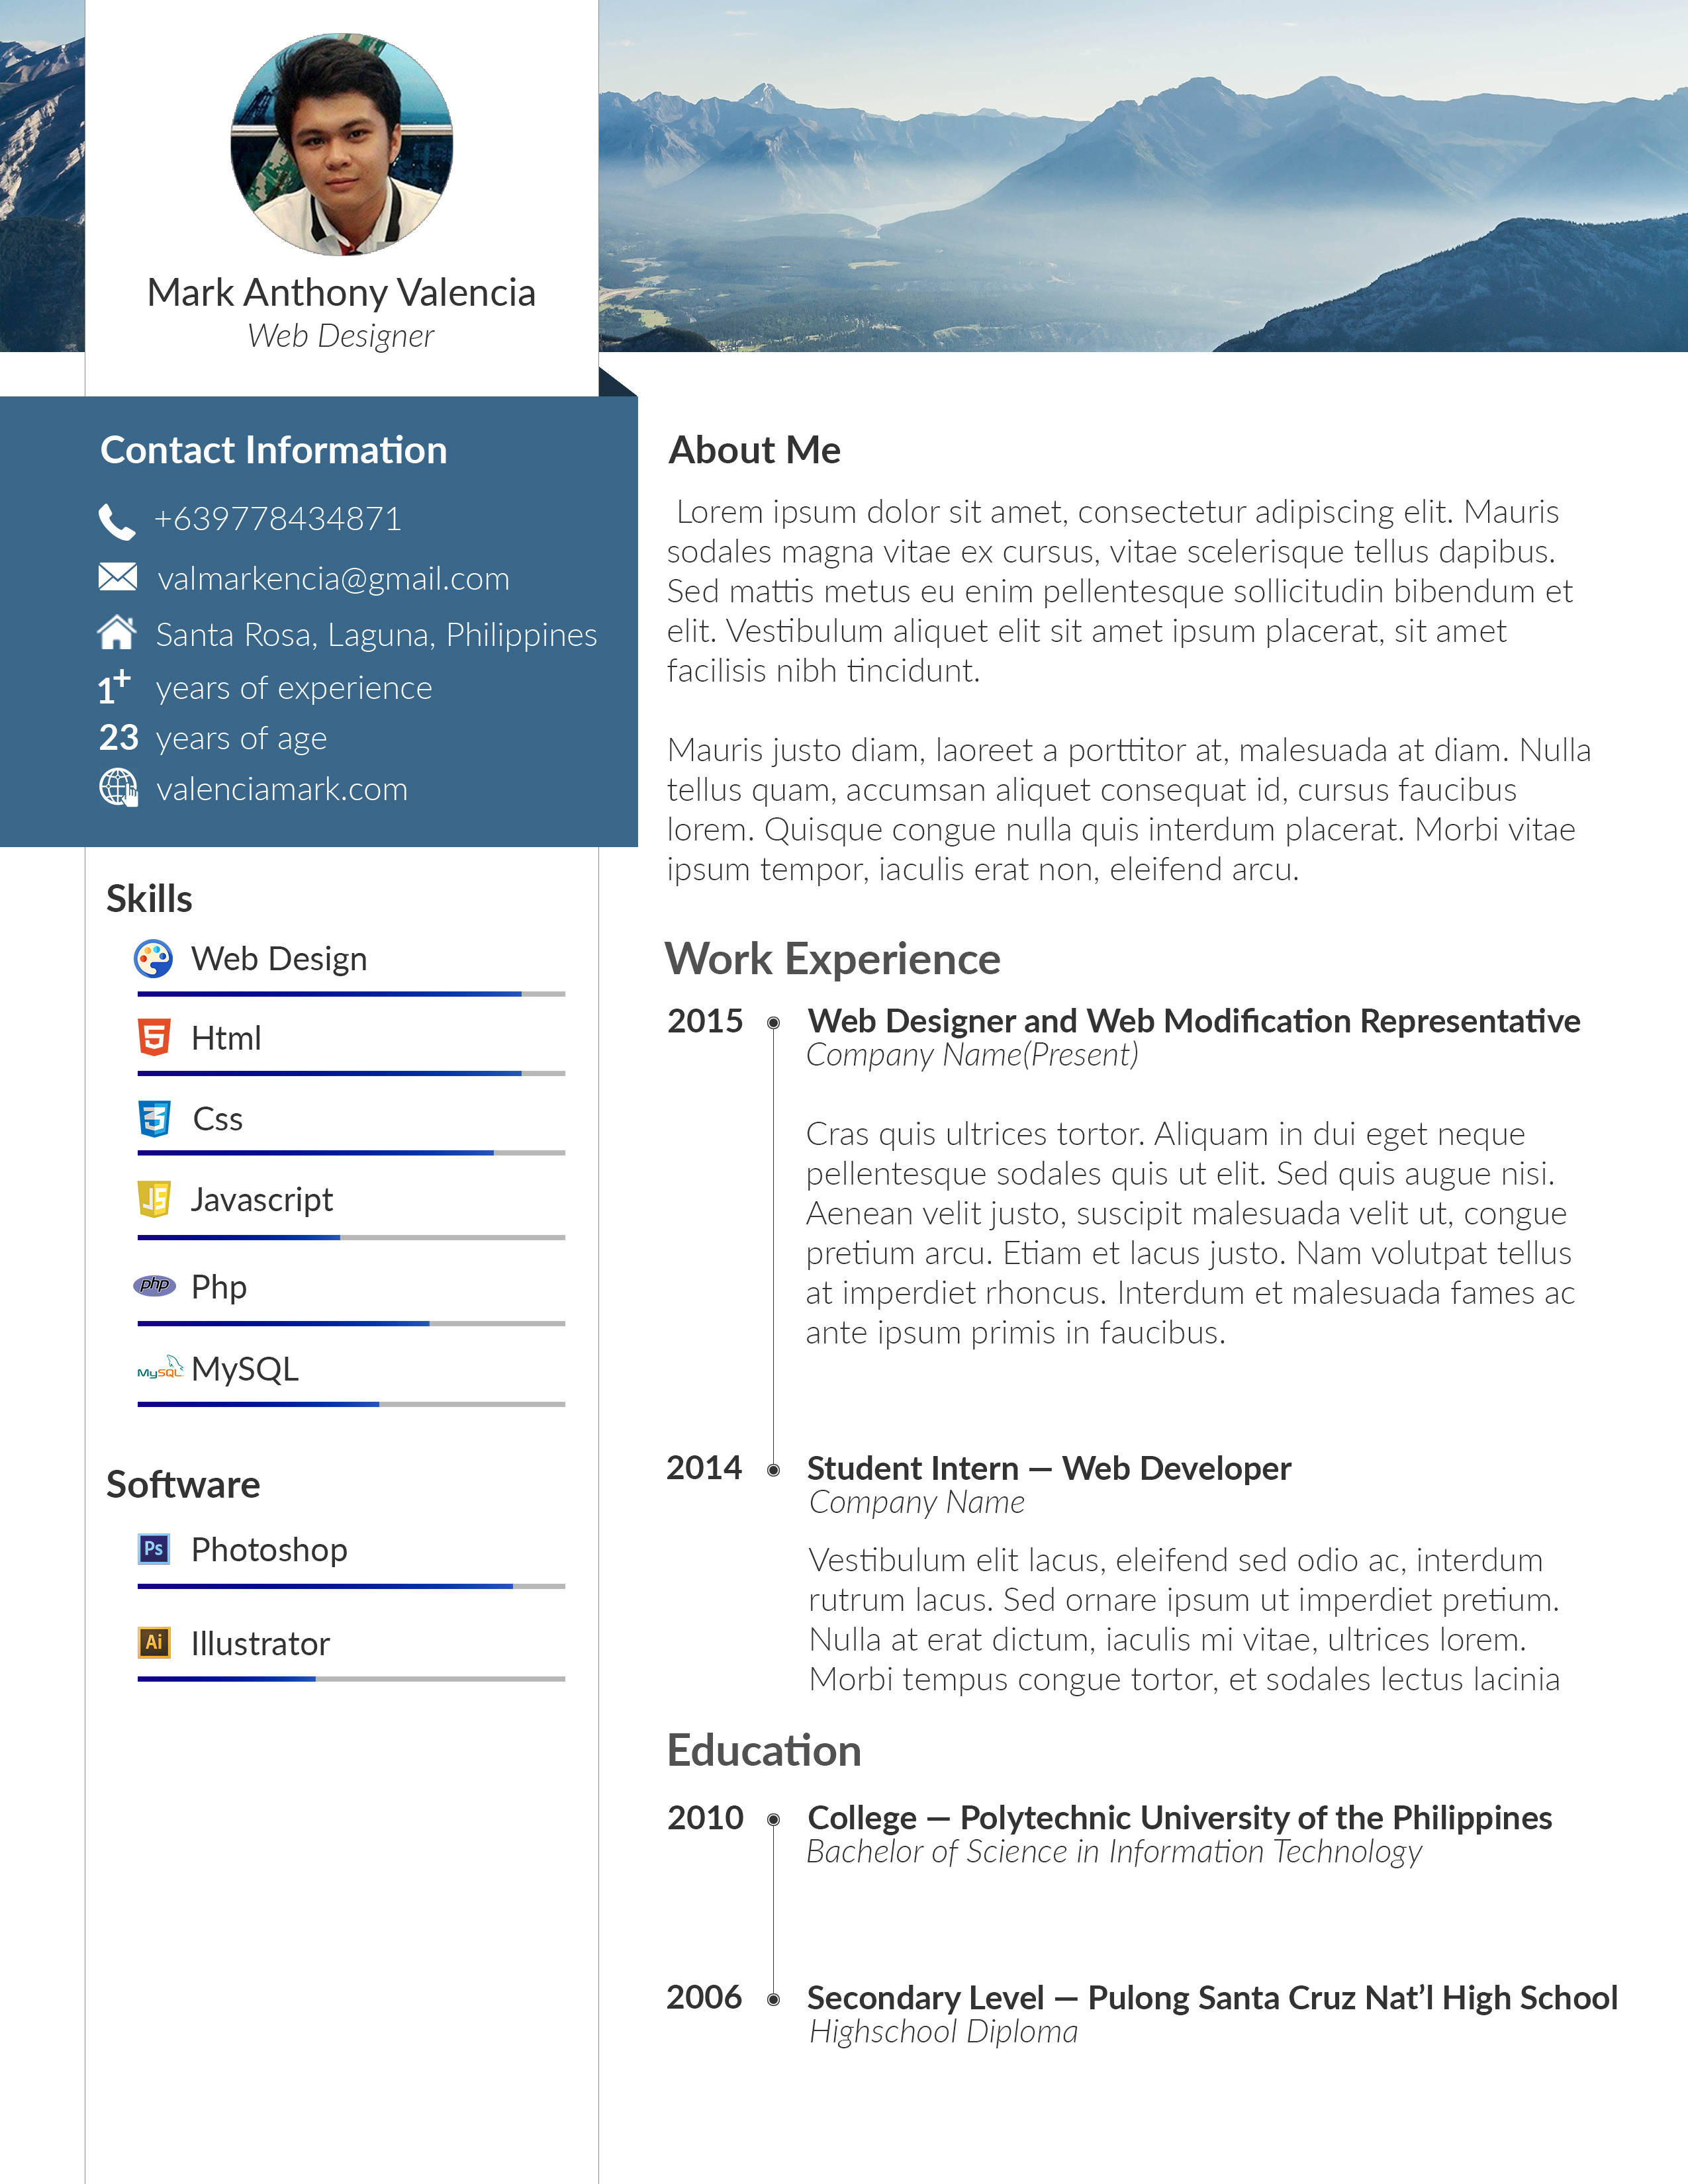 Mark Anthony Valencia
Web Designer
Contact Information
+639778434871
valmarkencia@gmail.com
Santa Rosa, Laguna, Philippines
1+ years of experience
23 years of age
valenciamark.com
Skills
Web Design
5 Html
3 Css
JS Javascript
php Php
MySQL MySQL
Software
Ps Photoshop
Ai Illustrator
About Me
Lorem ipsum dolor sit amet, consectetur adipiscing elit. Mauris
sodales magna vitae ex cursus, vitae scelerisque tellus dapibus.
Sed mattis metus eu enim pellentesque sollicitudin bibendum et
elit. Vestibulum aliquet elit sit amet ipsum placerat, sit amet
facilisis nibh tincidunt.
Mauris justo diam, laoreet a porttitor at, malesuada at diam. Nulla
tellus quam, accumsan aliquet consequat id, cursus faucibus
lorem. Quisque congue nulla quis interdum placerat. Morbi vitae
ipsum tempor, iaculis erat non, eleifend arcu.
Work Experience
2015 Web Designer and Web Modification Representative
Company Name(Present)
Cras quis ultrices tortor. Aliquam in dui eget neque
pellentesque sodales quis ut elit. Sed quis augue nisi.
Aenean velit justo, suscipit malesuada velit ut, congue
pretium arcu. Etiam et lacus justo. Nam volutpat tellus
at imperdiet rhoncus. Interdum et malesuada fames ac
ante ipsum primis in faucibus.
2014 Student Intern — Web Developer
Company Name
Vestibulum elit lacus, eleifend sed odio ac, interdum
rutrum lacus. Sed ornare ipsum ut imperdiet pretium.
Nulla at erat dictum, iaculis mi vitae, ultrices lorem.
Morbi tempus congue tortor, et sodales lectus lacinia
Education
2010 College — Polytechnic University of the Philippines
Bachelor of Science in Information Technology
2006 Secondary Level — Pulong Santa Cruz Nat’l High School
Highschool Diploma